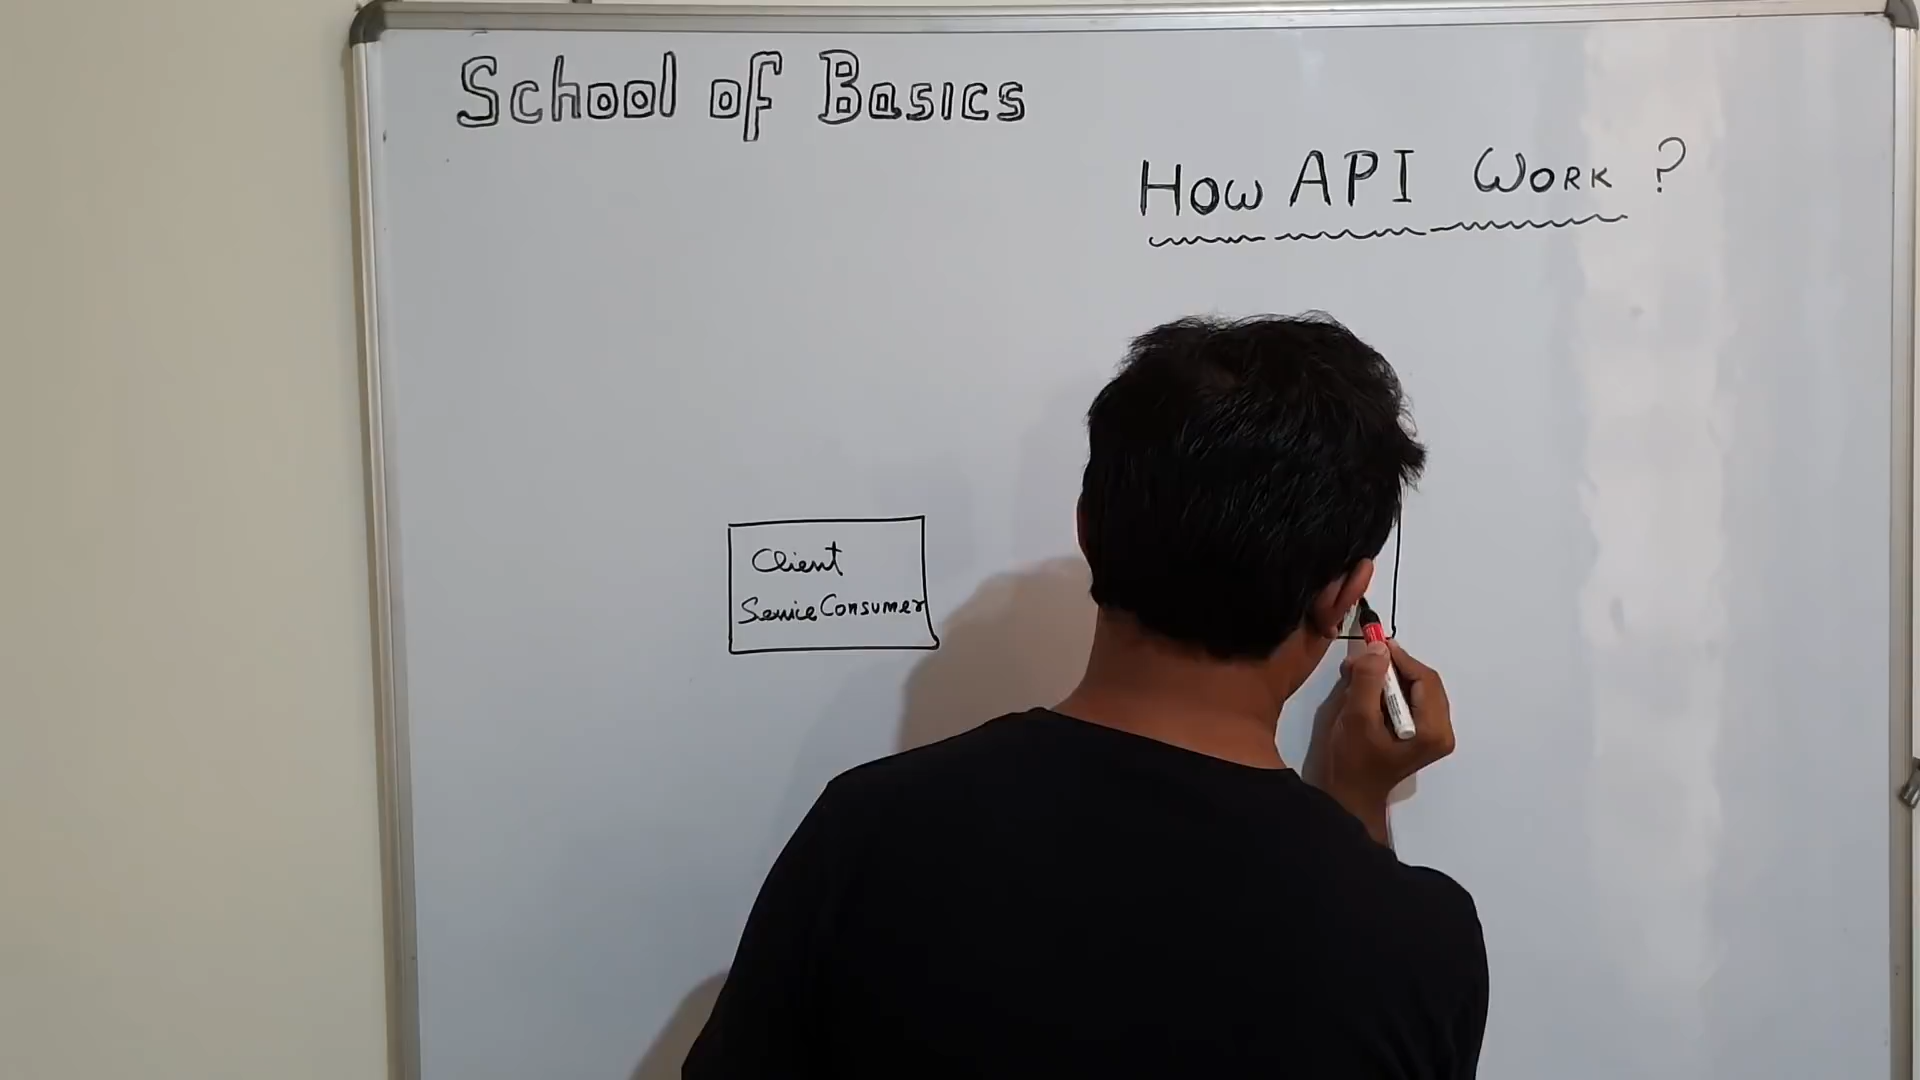 School of Basics
How API Work ?
Client
Service Consumer